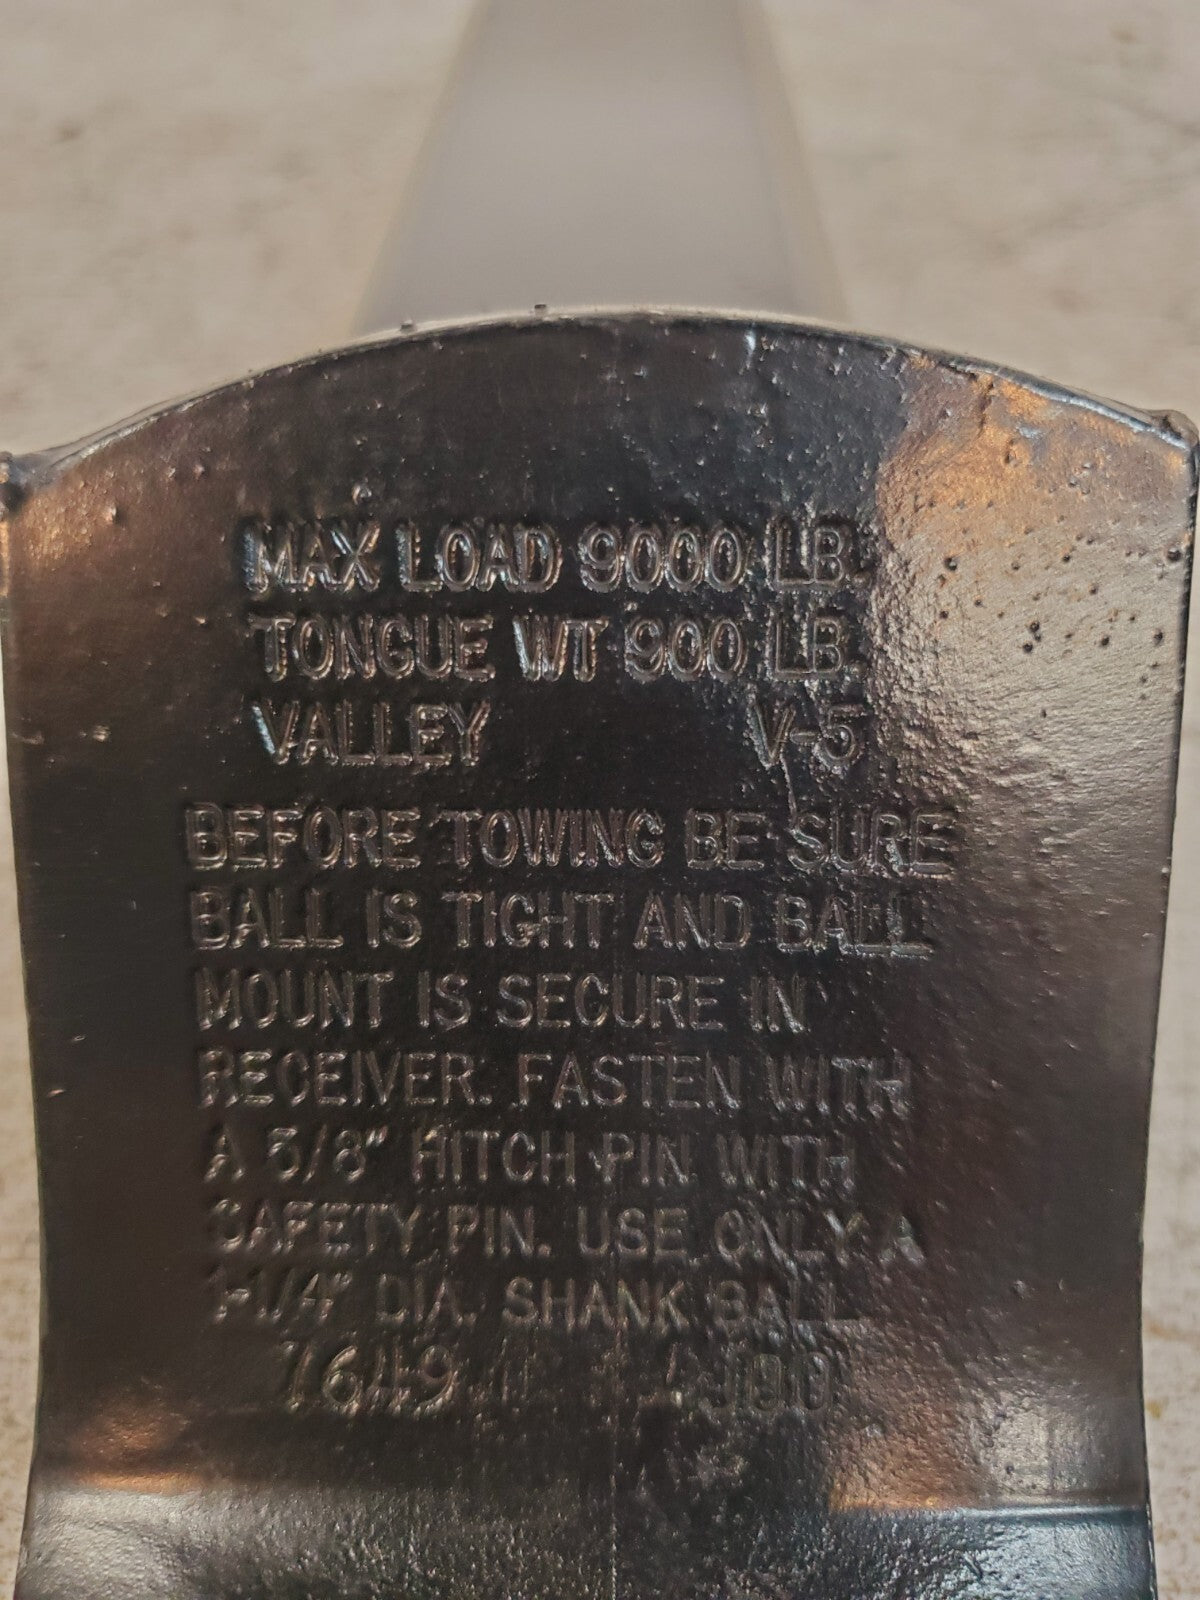 MAX LOAD 9000 LB.
TONGUE WT 900 LB.
VALLEY V-5
BEFORE TOWING BE SURE
BALL IS TIGHT AND BALL
MOUNT IS SECURE IN
RECEIVER. FASTEN WITH
A 5/8" HITCH PIN WITH
SAFETY PIN. USE ONLY A
1-1/4" DIA. SHANK BALL
7649